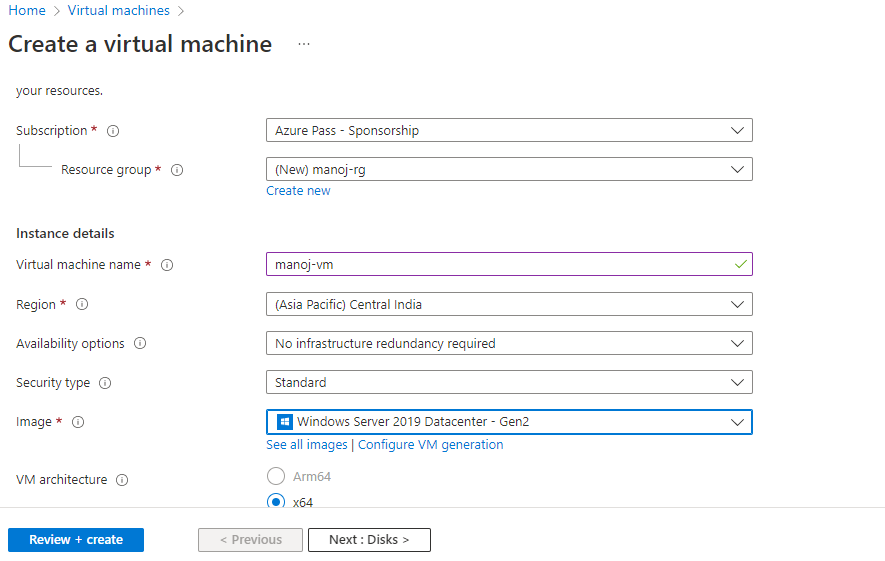 Home > Virtual machines >
Create a virtual machine ...
your resources.
Subscription * Azure Pass - Sponsorship
Resource group * (New) manoj-rg
Create new
Instance details
Virtual machine name * manoj-vm
Region * (Asia Pacific) Central India
Availability options No infrastructure redundancy required
Security type Standard
Image * Windows Server 2019 Datacenter - Gen2
See all images | Configure VM generation
VM architecture Arm64
x64
Review + create < Previous Next : Disks >